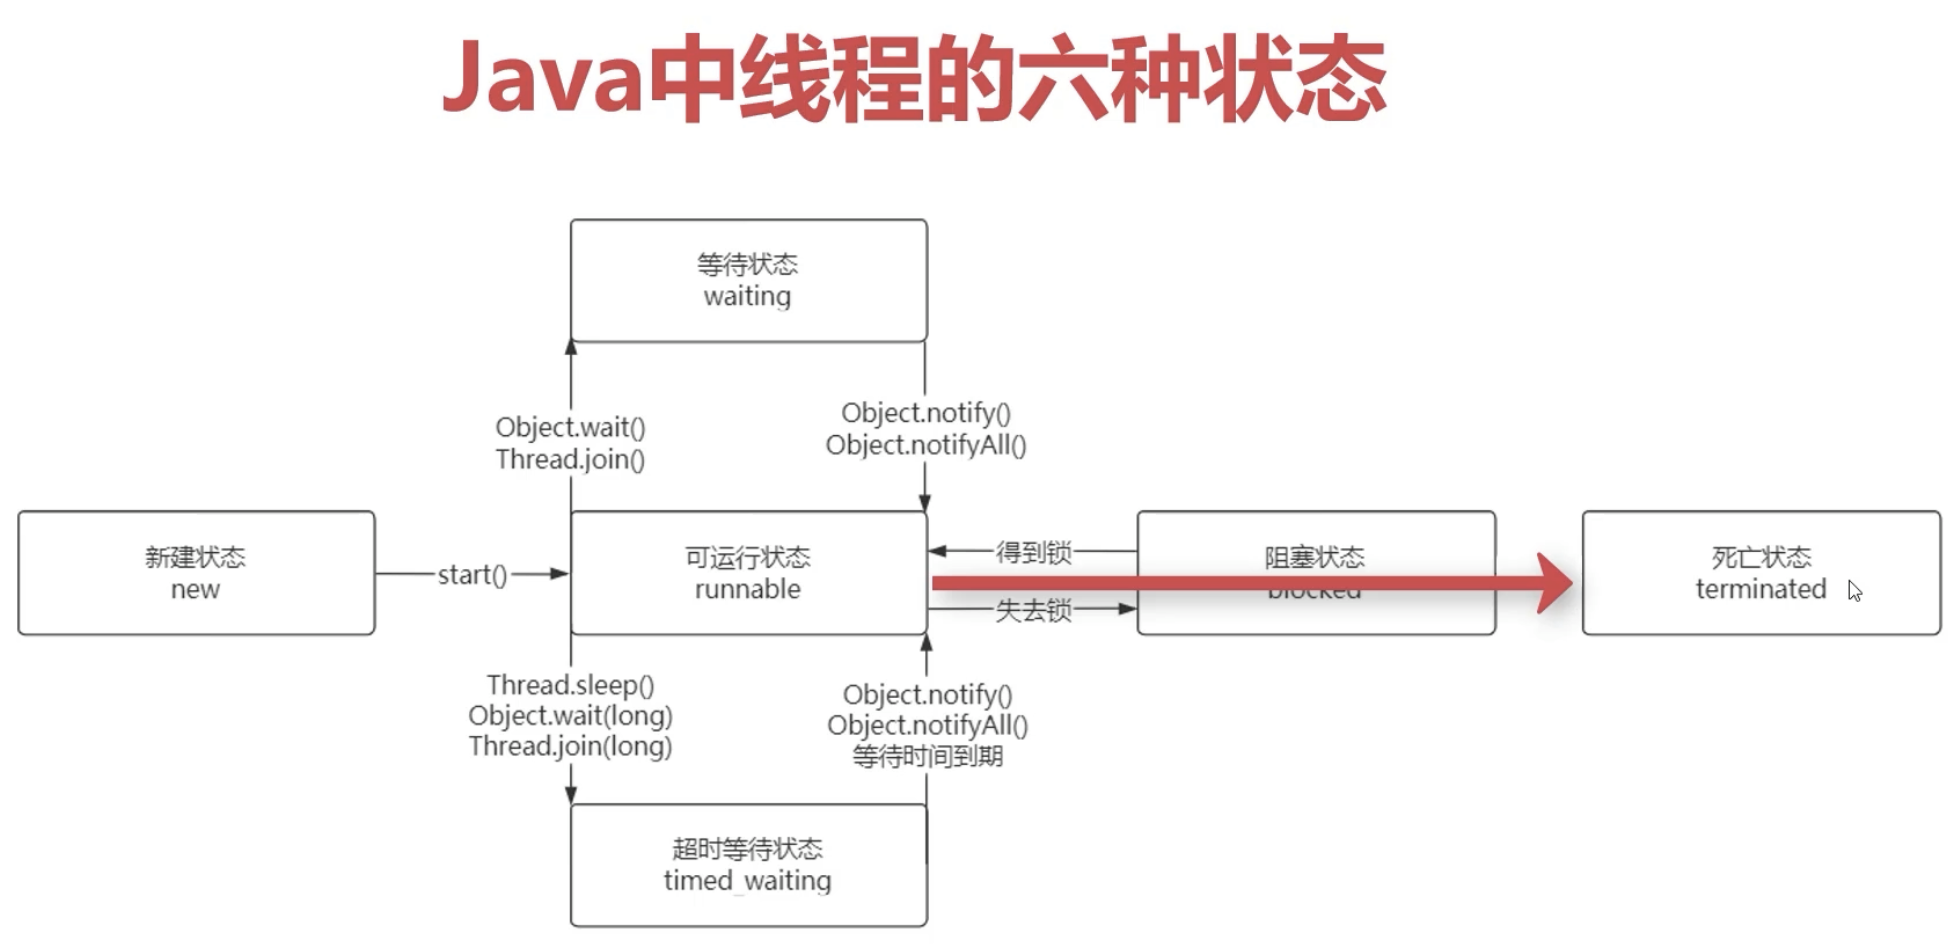 Java中线程的六种状态
等待状态
waiting
Object.wait()
Thread.join()
Object.notify()
Object.notifyAll()
新建状态
new
start()
可运行状态
runnable
得到锁
失去锁
阻塞状态
blocked
死亡状态
terminated
Thread.sleep()
Object.wait(long)
Thread.join(long)
Object.notify()
Object.notifyAll()
等待时间到期
超时等待状态
timed_waiting